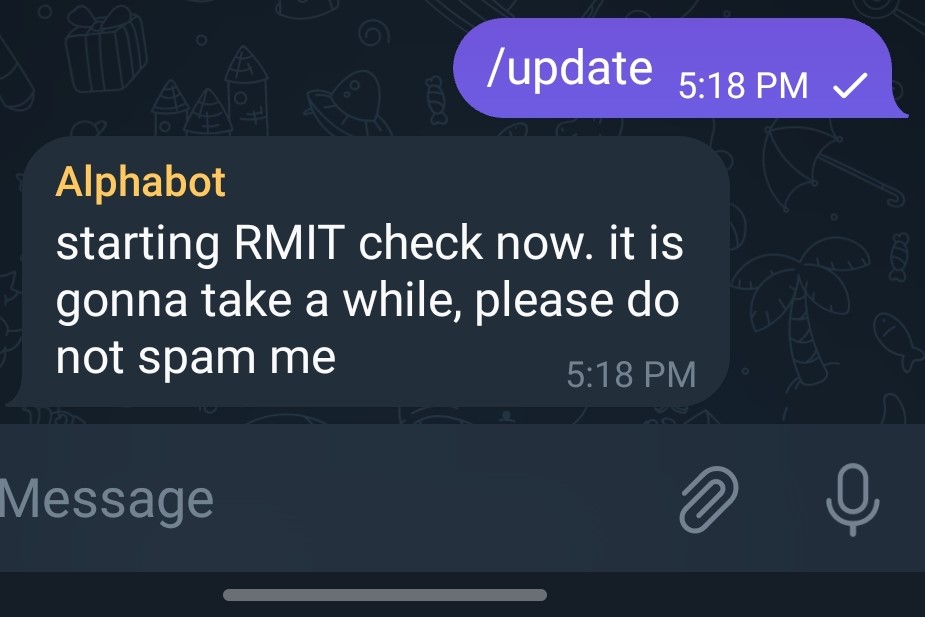 /update 5:18 PM
Alphabot
starting RMIT check now. it is
gonna take a while, please do
not spam me
5:18 PM
Message